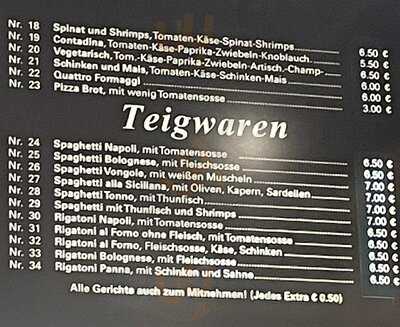 Nr. 18 Spinat und Shrimps, Tomaten-Käse-Spinat-Shrimps 6.50 €
Nr. 19 Contadina, Tomaten-Käse-Paprika-Zwiebeln-Knoblauch. 5.50 €
Nr. 20 Vegetarisch, Tom.-Käse-Paprika-Zwiebeln-Artisch.-Champ- 6.50 €
Nr. 21 Schinken und Mais, Tomaten-Käse-Schinken-Mais 6.00 €
Nr. 22 Quattro Formaggi 6.00 €
Nr. 23 Pizza Brot, mit wenig Tomatensosse 3.00 €
Teigwaren
Nr. 24 Spaghetti Napoli, mit Tomatensosse 6.50 €
Nr. 25 Spaghetti Bolognese, mit Fleischsosse 6.50 €
Nr. 26 Spaghetti Vongole, mit weißen Muscheln 7.00 €
Nr. 27 Spaghetti alla Siciliana, mit Oliven, Kapern, Sardellen 7.00 €
Nr. 28 Spaghetti Tonno, mit Thunfisch 7.00 €
Nr. 29 Spaghetti mit Thunfisch und Shrimps 6.50 €
Nr. 30 Rigatoni Napoli, mit Tomatensosse 6.50 €
Nr. 31 Rigatoni al Forno ohne Fleisch, mit Tomatensosse 6.50 €
Nr. 32 Rigatoni al Forno, Fleischsosse, Käse, Schinken 6.50 €
Nr. 33 Rigatoni Bolognese, mit Fleischsosse 6.50 €
Nr. 34 Rigatoni Panna, mit Schinken und Sahne 6.50 €
Alle Gerichte auch zum Mitnehmen! (Jedes Extra € 0.50)